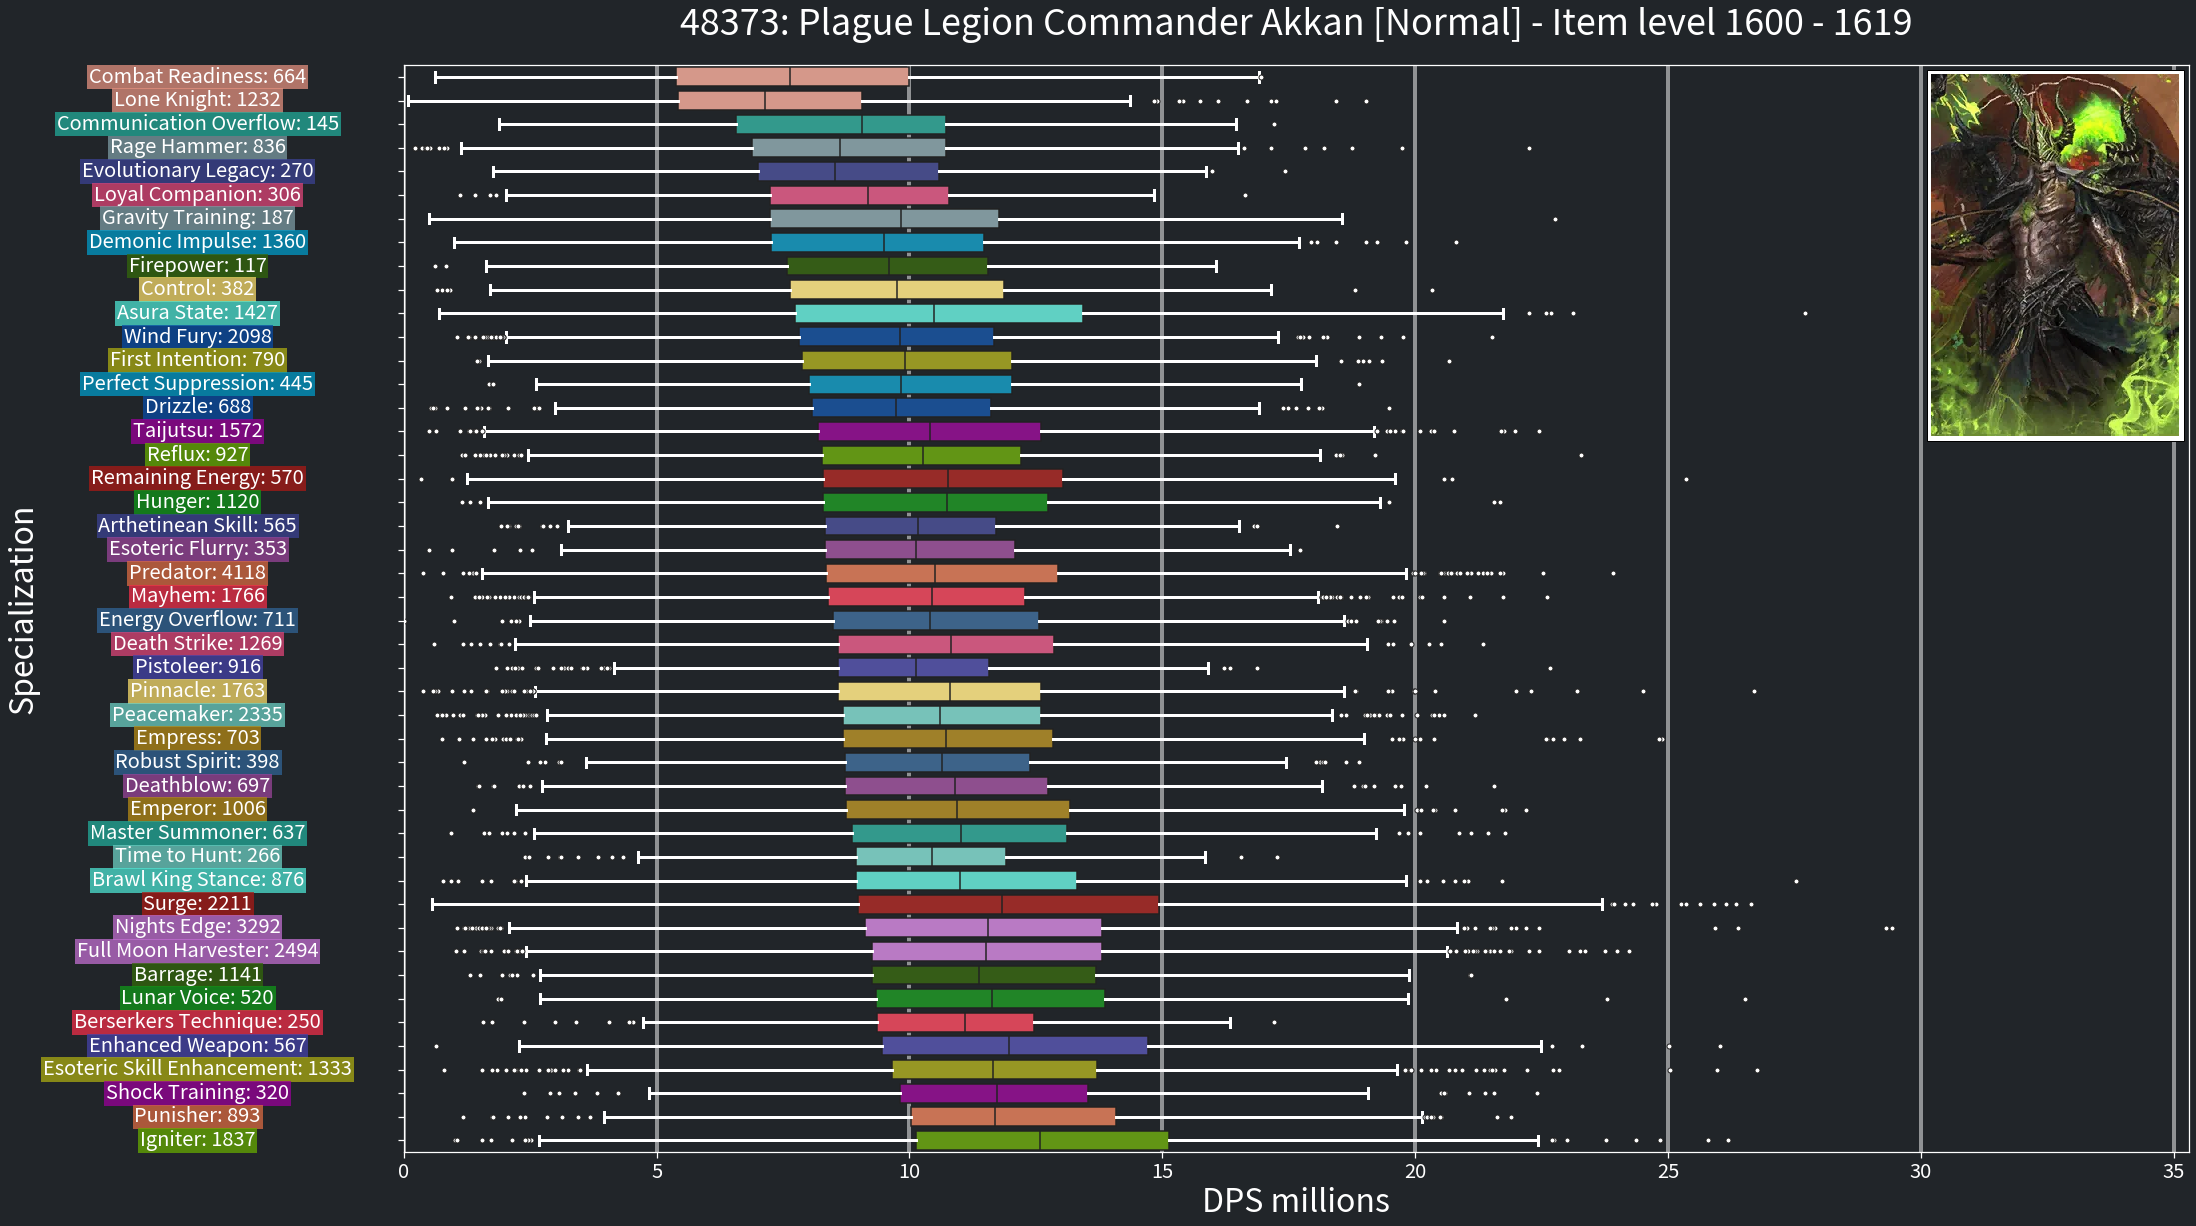 48373: Plague Legion Commander Akkan [Normal] - Item level 1600 - 1619
Combat Readiness: 664
Lone Knight: 1232
Communication Overflow: 145
Rage Hammer: 836
Evolutionary Legacy: 270
Loyal Companion: 306
Gravity Training: 187
Demonic Impulse: 1360
Firepower: 117
Control: 382
Asura State: 1427
Wind Fury: 2098
First Intention: 790
Perfect Suppression: 445
Drizzle: 688
Taijutsu: 1572
Reflux: 927
Remaining Energy: 570
Hunger: 1120
Arthetinean Skill: 565
Esoteric Flurry: 353
Predator: 4118
Mayhem: 1766
Energy Overflow: 711
Death Strike: 1269
Pistoleer: 916
Pinnacle: 1763
Peacemaker: 2335
Empress: 703
Robust Spirit: 398
Deathblow: 697
Emperor: 1006
Master Summoner: 637
Time to Hunt: 266
Brawl King Stance: 876
Surge: 2211
Nights Edge: 3292
Full Moon Harvester: 2494
Barrage: 1141
Lunar Voice: 520
Berserkers Technique: 250
Enhanced Weapon: 567
Esoteric Skill Enhancement: 1333
Shock Training: 320
Punisher: 893
Igniter: 1837
Specialization
0 5 10 15 20 25 30 35
DPS millions